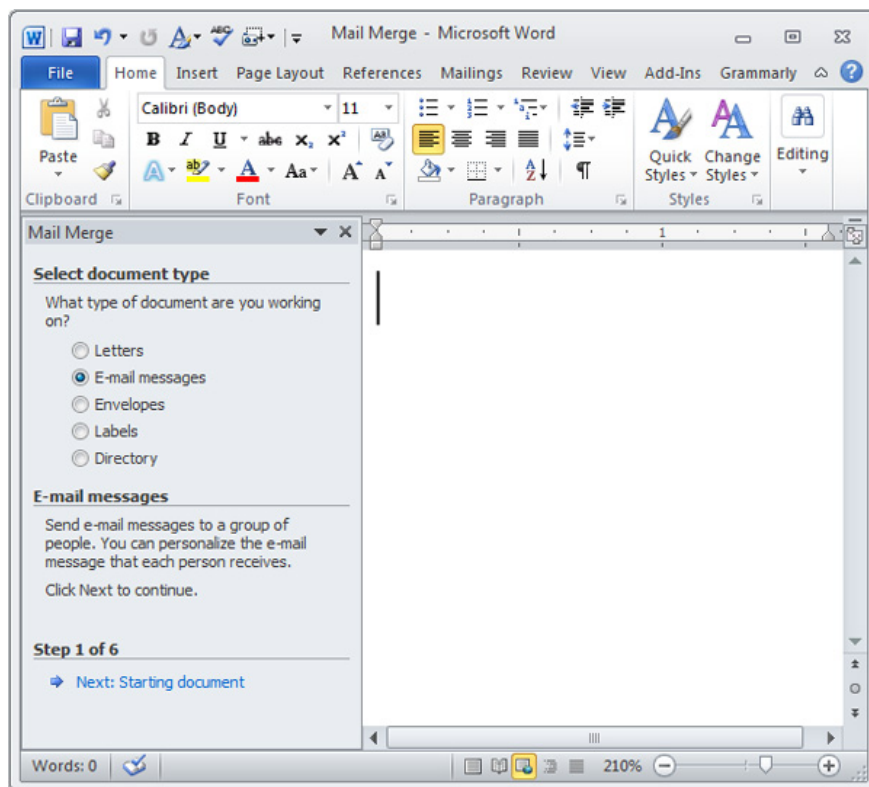 Mail Merge - Microsoft Word
File Home Insert Page Layout References Mailings Review View Add-Ins Grammarly
Calibri (Body) 11
B I U abc x₂ x²
Paste
Aa A A
Quick Styles
Change Styles
Editing
Clipboard Font Paragraph Styles
Mail Merge
1
Select document type
What type of document are you working
on?
Letters
E-mail messages
Envelopes
Labels
Directory
E-mail messages
Send e-mail messages to a group of
people. You can personalize the e-mail
message that each person receives.
Click Next to continue.
Step 1 of 6
Next: Starting document
Words: 0 210%